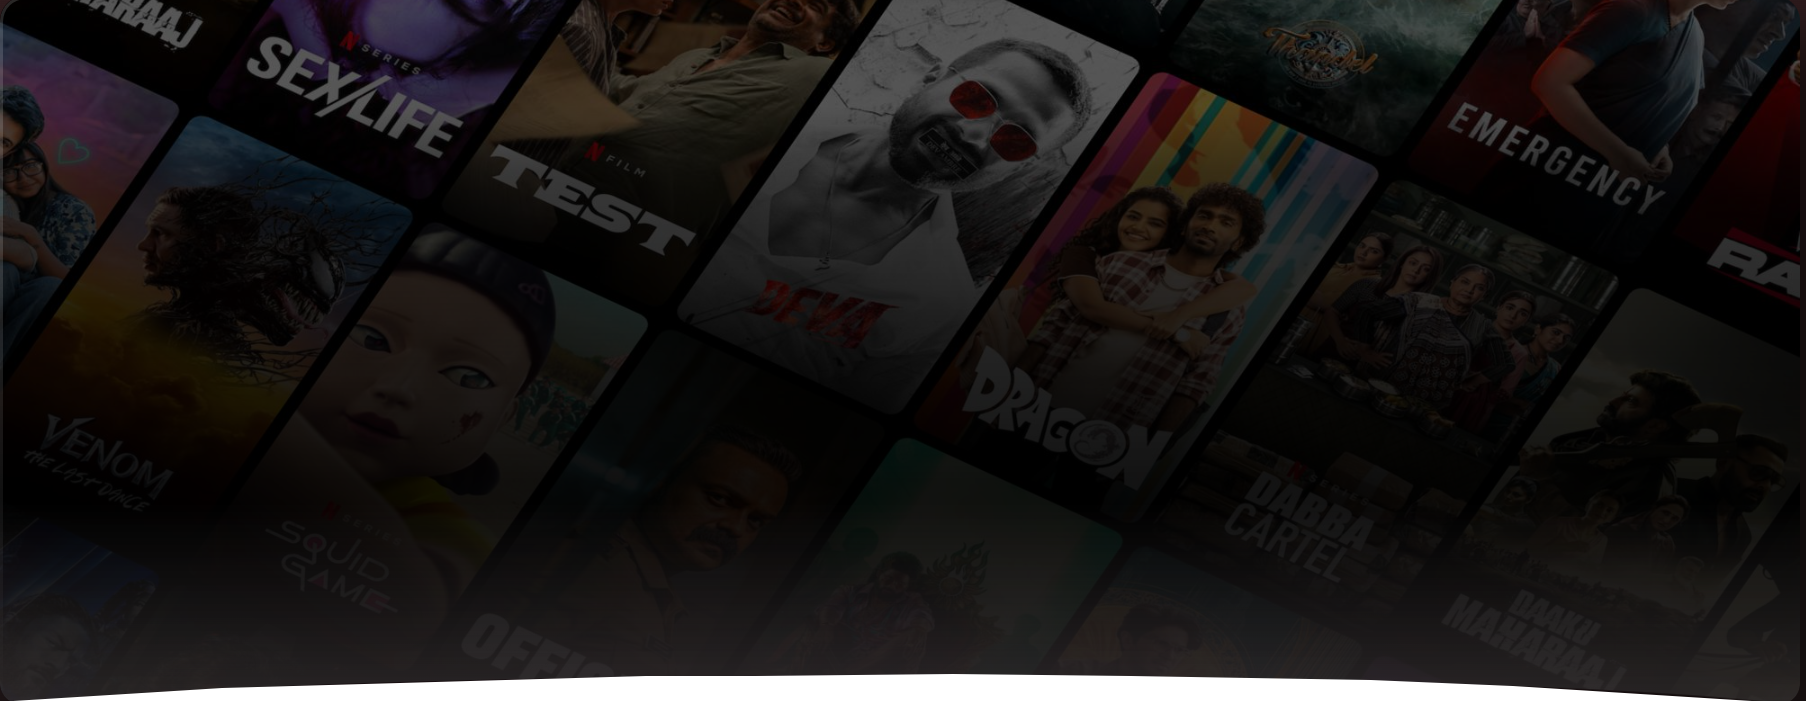 MAHARAAJ
N SERIES
SEX/LIFE
N FILM
TEST
DEVA
Thandel
EMERGENCY
RA
DRAGON
VENOM
THE LAST DANCE
N SERIES
SQUID
GAME
DABBA
CARTEL
OFFIC
DAAKU
MAHARAAJ